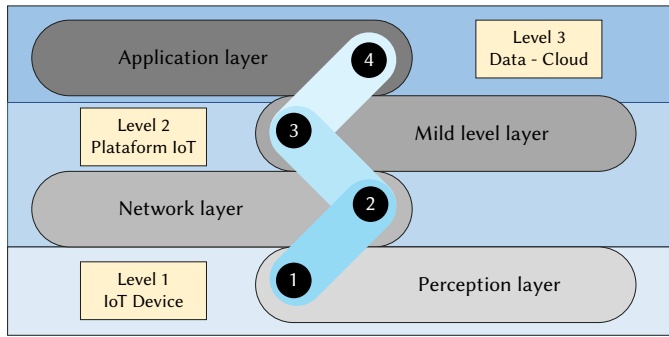 Application layer
4
Level 3
Data - Cloud
Level 2
Plataform IoT
3
Mild level layer
Network layer
2
Level 1
IoT Device
1
Perception layer